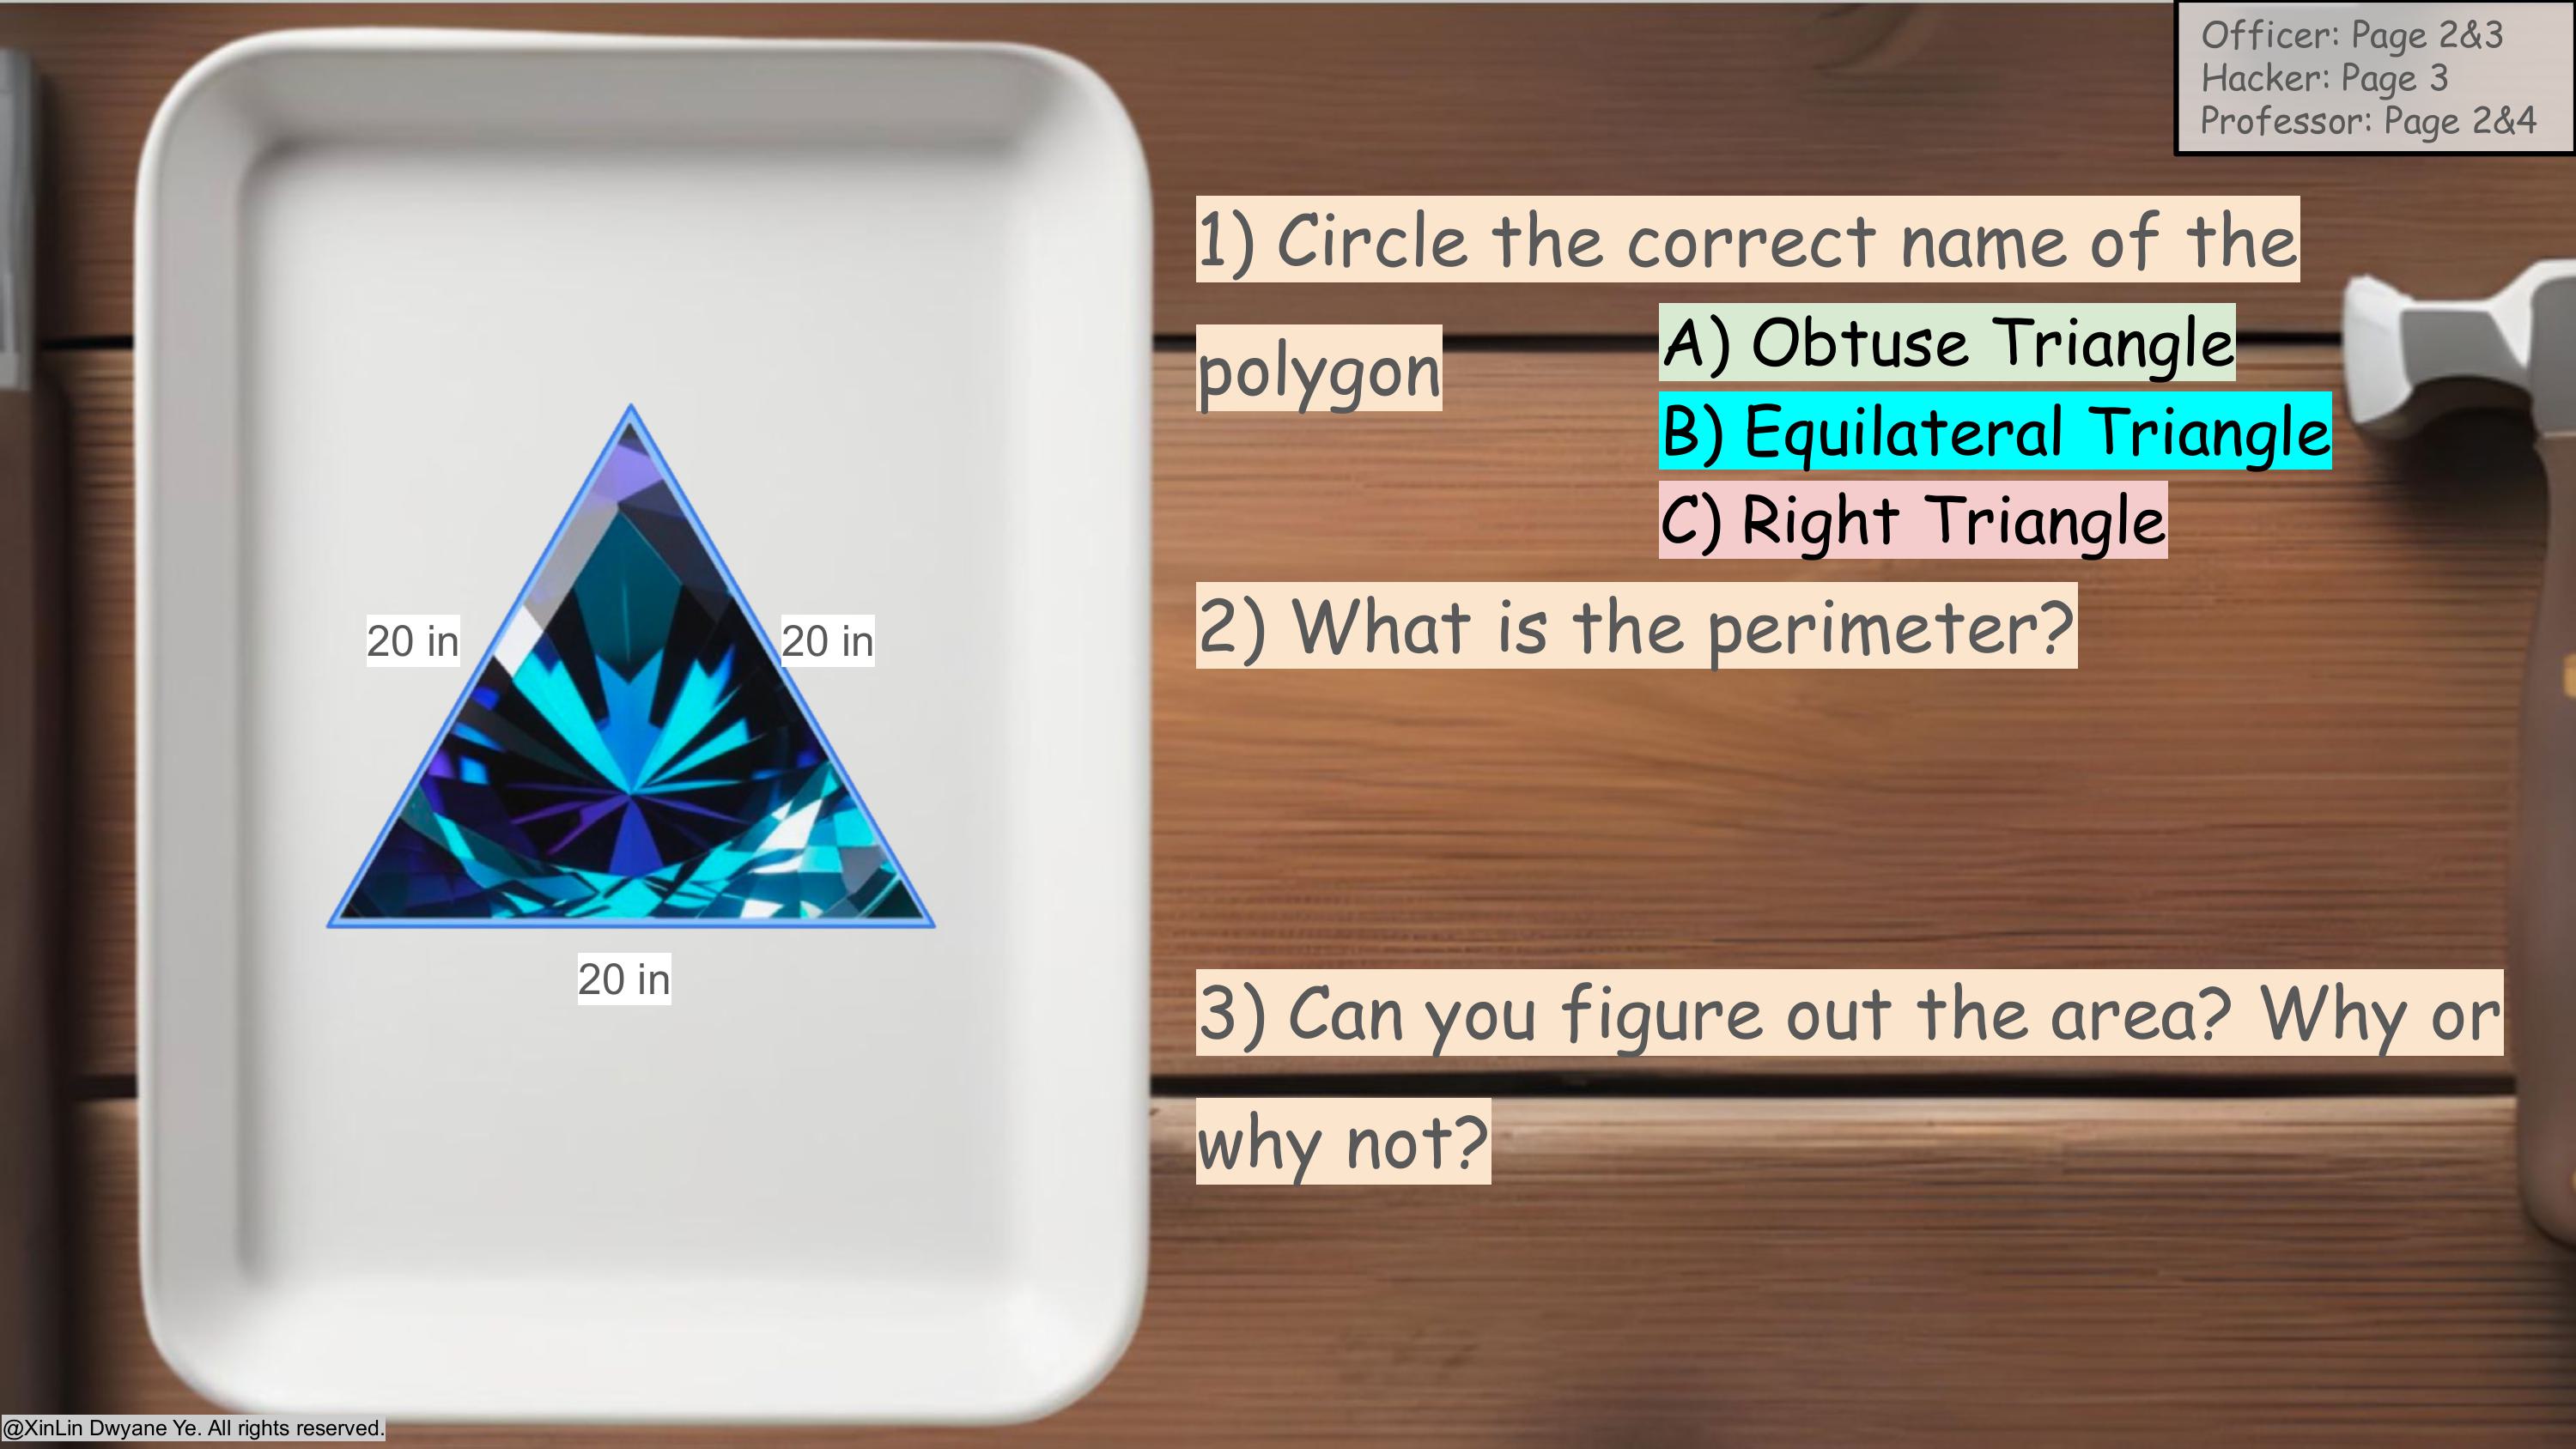 Officer: Page 2&3
Hacker: Page 3
Professor: Page 2&4
1) Circle the correct name of the
polygon
A) Obtuse Triangle
B) Equilateral Triangle
C) Right Triangle
2) What is the perimeter?
20 in
20 in
20 in
3) Can you figure out the area? Why or
why not?
@XinLin Dwyane Ye. All rights reserved.